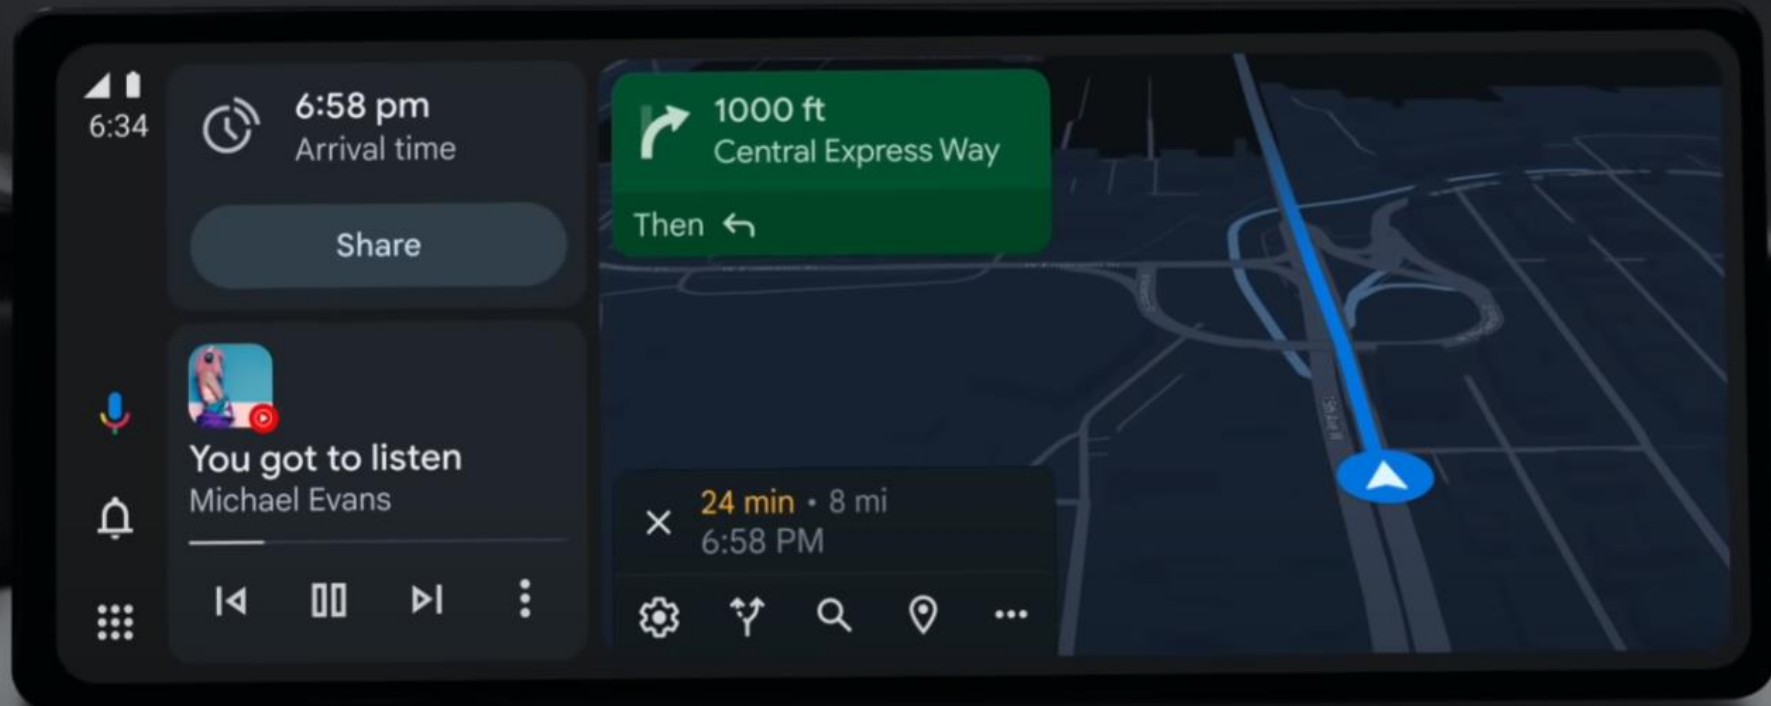 6:34
6:58 pm
Arrival time
Share
You got to listen
Michael Evans
1000 ft
Central Express Way
Then
24 min • 8 mi
6:58 PM